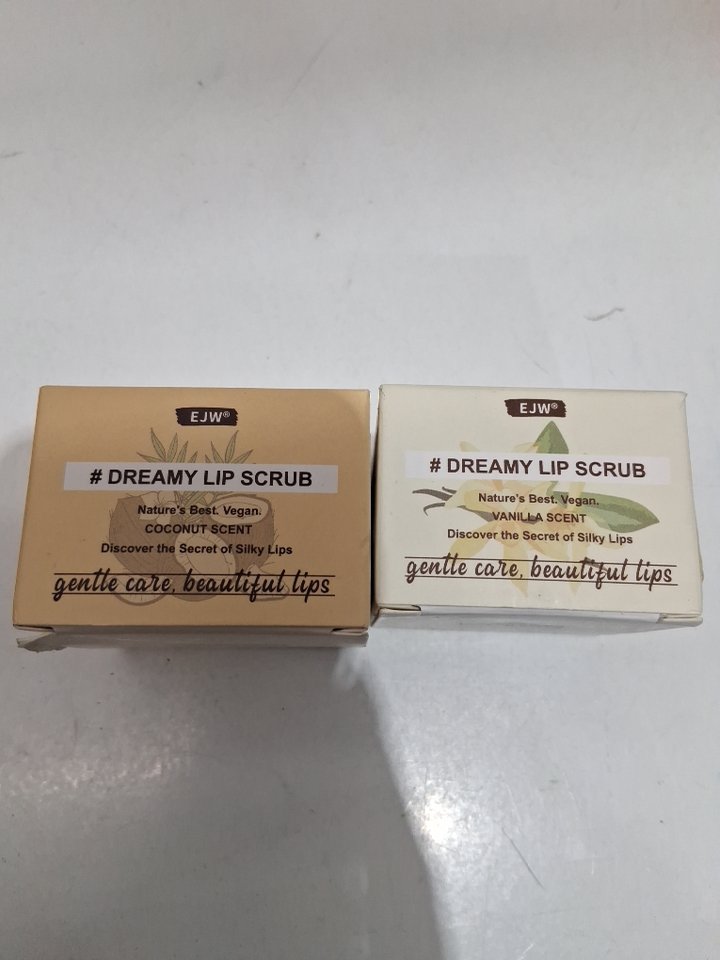 EJW®
# DREAMY LIP SCRUB
Nature's Best. Vegan.
COCONUT SCENT
Discover the Secret of Silky Lips
gentle care, beautiful lips
EJW®
# DREAMY LIP SCRUB
Nature's Best. Vegan.
VANILLA SCENT
Discover the Secret of Silky Lips
gentle care, beautiful lips